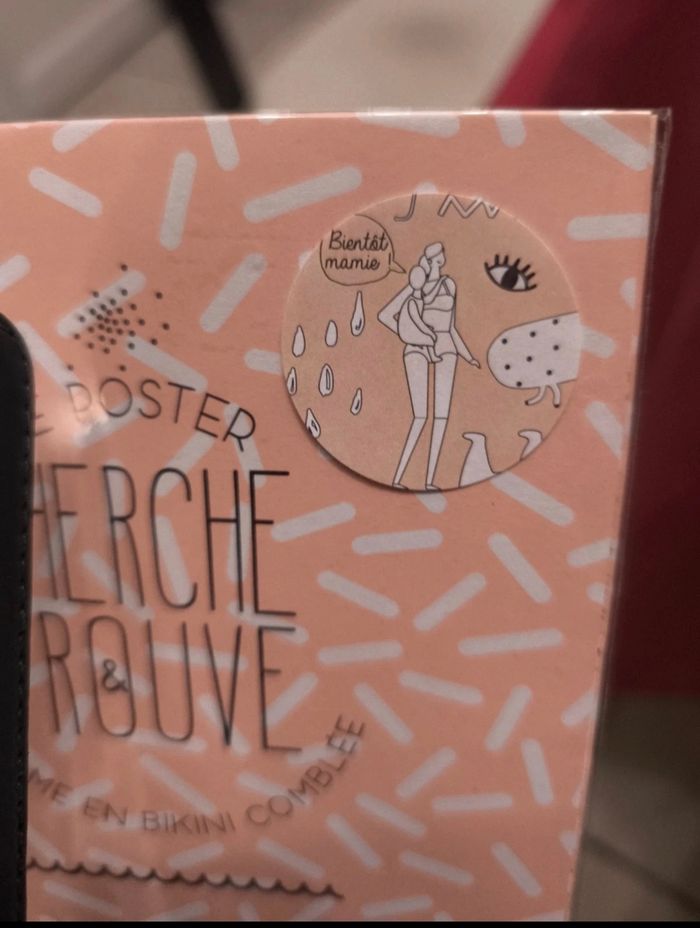 Bientôt
mamie !
POSTER
HERCHE
&
ROUVE
ME EN BIKINI COMBLÉE